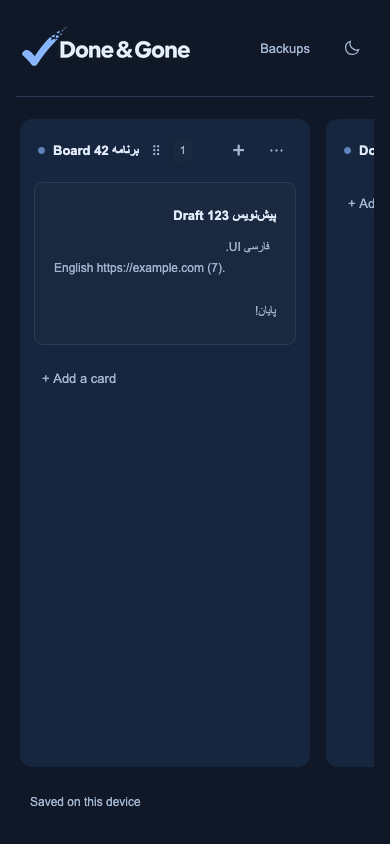 Done & Gone
Backups
Board 42 برنامه
1
+
...
Do
پیش‌نویس Draft 123
فارسی UI.
English https://example.com (7).
پایان!
+ Add a card
+ Ad
Saved on this device